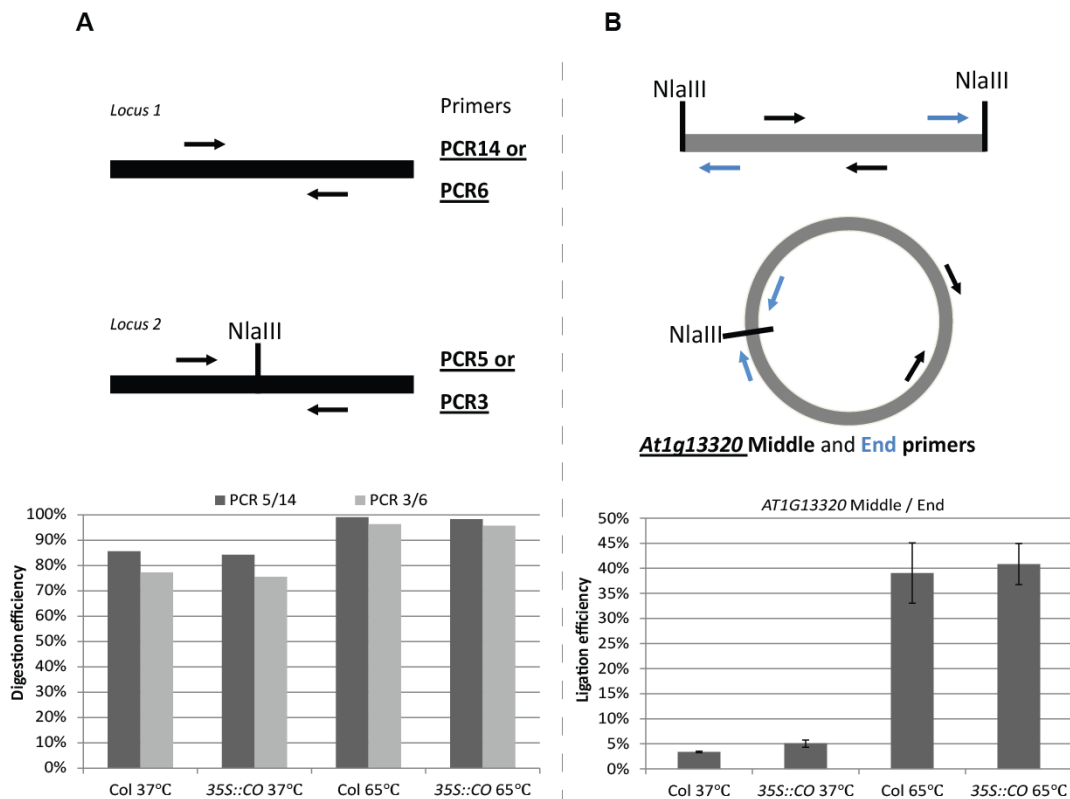 A
Locus 1
Primers
PCR14 or
PCR6
Locus 2
NlaIII
PCR5 or
PCR3
PCR 5/14
PCR 3/6
Digestion efficiency
100%
90%
80%
70%
60%
50%
40%
30%
20%
10%
0%
Col 37°C
35S::CO 37°C
Col 65°C
35S::CO 65°C
B
NlaIII
NlaIII
NlaIII
At1g13320 Middle and End primers
AT1G13320 Middle / End
Ligation efficiency
50%
45%
40%
35%
30%
25%
20%
15%
10%
5%
0%
Col 37°C
35S::CO 37°C
Col 65°C
35S::CO 65°C